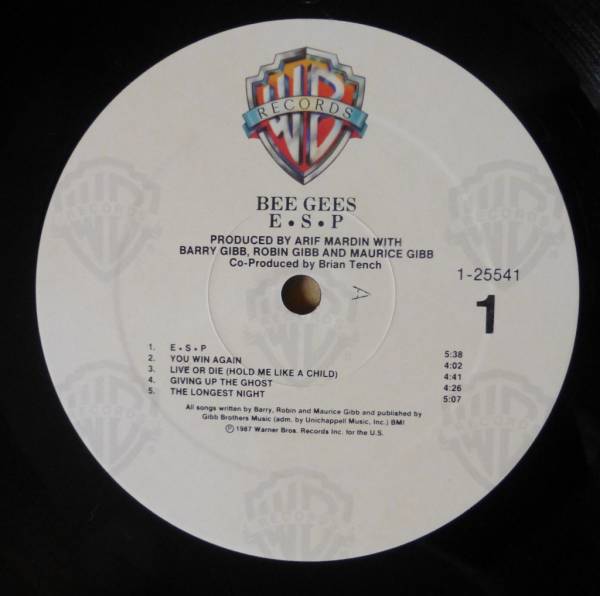 WB
RECORDS
BEE GEES
E•S•P
PRODUCED BY ARIF MARDIN WITH
BARRY GIBB, ROBIN GIBB AND MAURICE GIBB
Co-Produced by Brian Tench
1-25541
1
A
1. E•S•P 5:38
2. YOU WIN AGAIN 4:02
3. LIVE OR DIE (HOLD ME LIKE A CHILD) 4:41
4. GIVING UP THE GHOST 4:26
5. THE LONGEST NIGHT 5:07
All songs written by Barry, Robin and Maurice Gibb and published by
Gibb Brothers Music (adm. by Unichappell Music, Inc.) BMI
℗ 1987 Warner Bros. Records Inc. for the U.S.